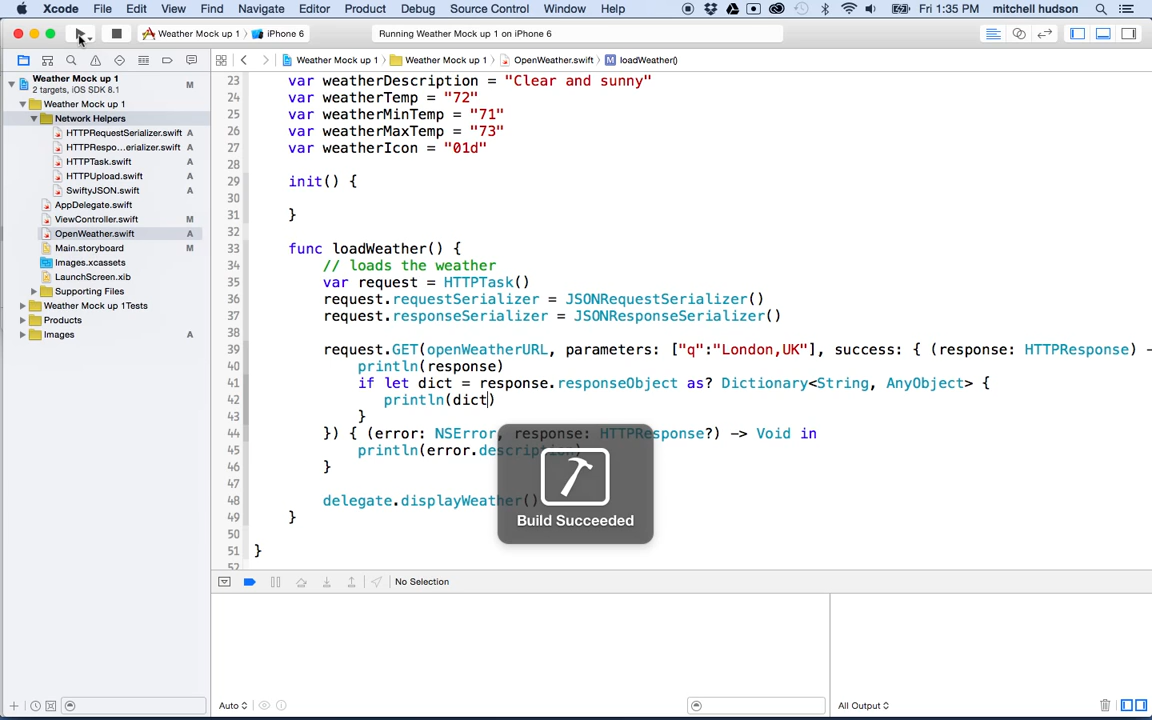 Xcode File Edit View Find Navigate Editor Product Debug Source Control Window Help Fri 1:35 PM mitchell hudson
Weather Mock up 1 〉 iPhone 6 Running Weather Mock up 1 on iPhone 6
Weather Mock up 1 〉 Weather Mock up 1 〉 OpenWeather.swift 〉 M loadWeather()
Weather Mock up 1 M
2 targets, iOS SDK 8.1
Weather Mock up 1
Network Helpers
HTTPRequestSerializer.swift A
HTTPRespo...erializer.swift A
HTTPTask.swift A
HTTPUpload.swift A
SwiftyJSON.swift A
AppDelegate.swift
ViewController.swift M
OpenWeather.swift A
Main.storyboard M
Images.xcassets
LaunchScreen.xib
Supporting Files
Weather Mock up 1Tests
Products
Images A
23 var weatherDescription = "Clear and sunny"
24 var weatherTemp = "72"
25 var weatherMinTemp = "71"
26 var weatherMaxTemp = "73"
27 var weatherIcon = "01d"
28
29 init() {
30
31 }
32
33 func loadWeather() {
34 // loads the weather
35 var request = HTTPTask()
36 request.requestSerializer = JSONRequestSerializer()
37 request.responseSerializer = JSONResponseSerializer()
38
39 request.GET(openWeatherURL, parameters: ["q":"London,UK"], success: { (response: HTTPResponse) -
40 println(response)
41 if let dict = response.responseObject as? Dictionary<String, AnyObject> {
42 println(dict)
43 }
44 }) { (error: NSError, response: HTTPResponse?) -> Void in
45 println(error.description)
46 }
47
48 delegate.displayWeather()
49 }
50
51 }
52
Build Succeeded
No Selection
Auto
All Output